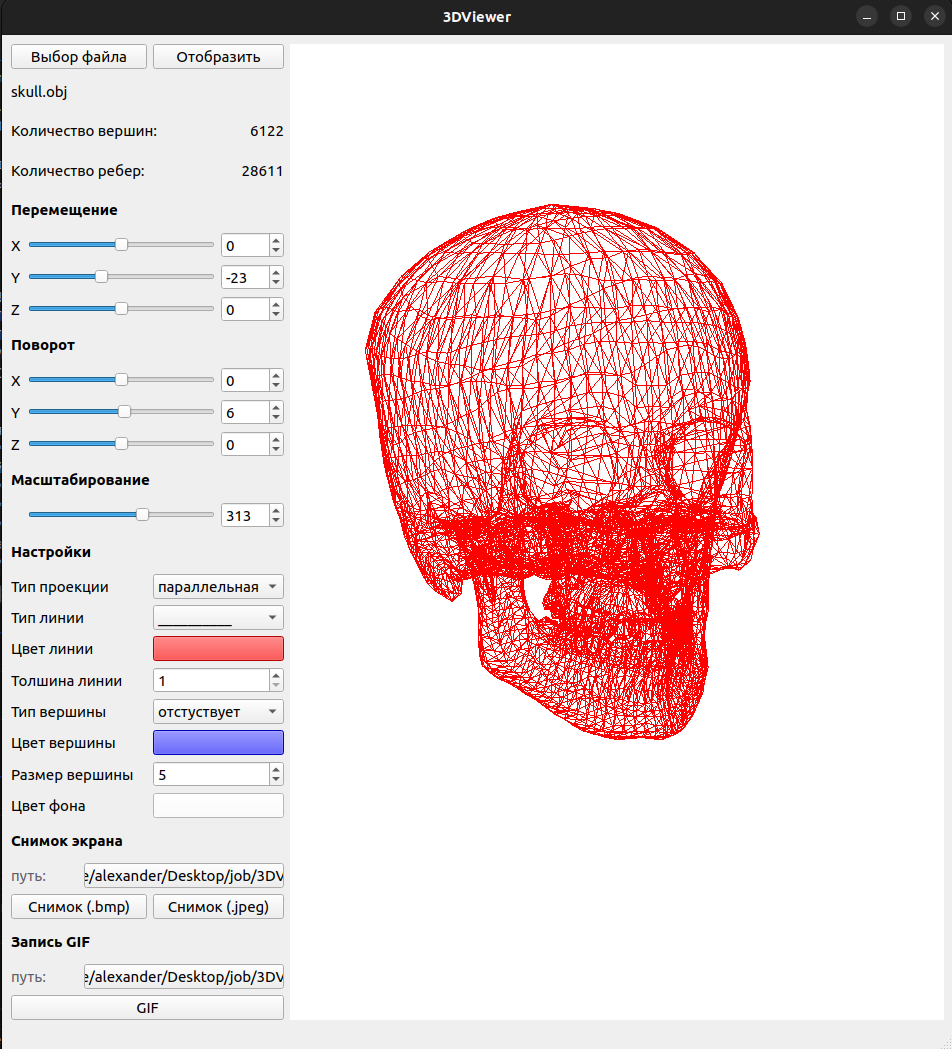 3DViewer
Выбор файла Отобразить
skull.obj
Количество вершин: 6122
Количество ребер: 28611
Перемещение
X 0
Y -23
Z 0
Поворот
X 0
Y 6
Z 0
Масштабирование
313
Настройки
Тип проекции параллельная
Тип линии __________
Цвет линии
Толшина линии 1
Тип вершины отстуствует
Цвет вершины
Размер вершины 5
Цвет фона
Снимок экрана
путь: e/alexander/Desktop/job/3DV
Снимок (.bmp) Снимок (.jpeg)
Запись GIF
путь: e/alexander/Desktop/job/3DV
GIF